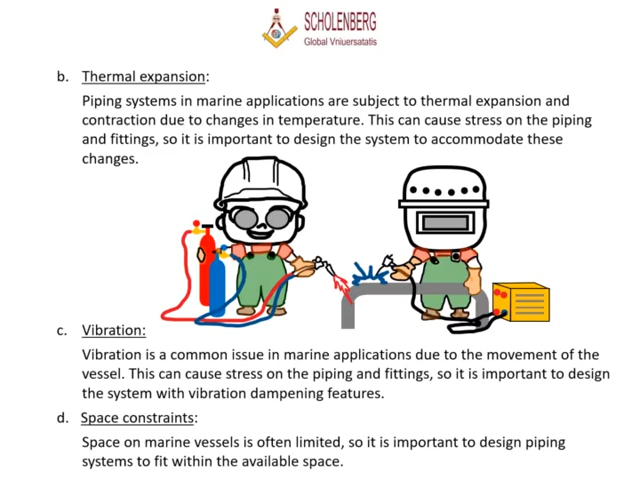 SCHOLENBERG
Global Vniuersatatis
b. Thermal expansion:
Piping systems in marine applications are subject to thermal expansion and
contraction due to changes in temperature. This can cause stress on the piping
and fittings, so it is important to design the system to accommodate these
changes.
c. Vibration:
Vibration is a common issue in marine applications due to the movement of the
vessel. This can cause stress on the piping and fittings, so it is important to design
the system with vibration dampening features.
d. Space constraints:
Space on marine vessels is often limited, so it is important to design piping
systems to fit within the available space.